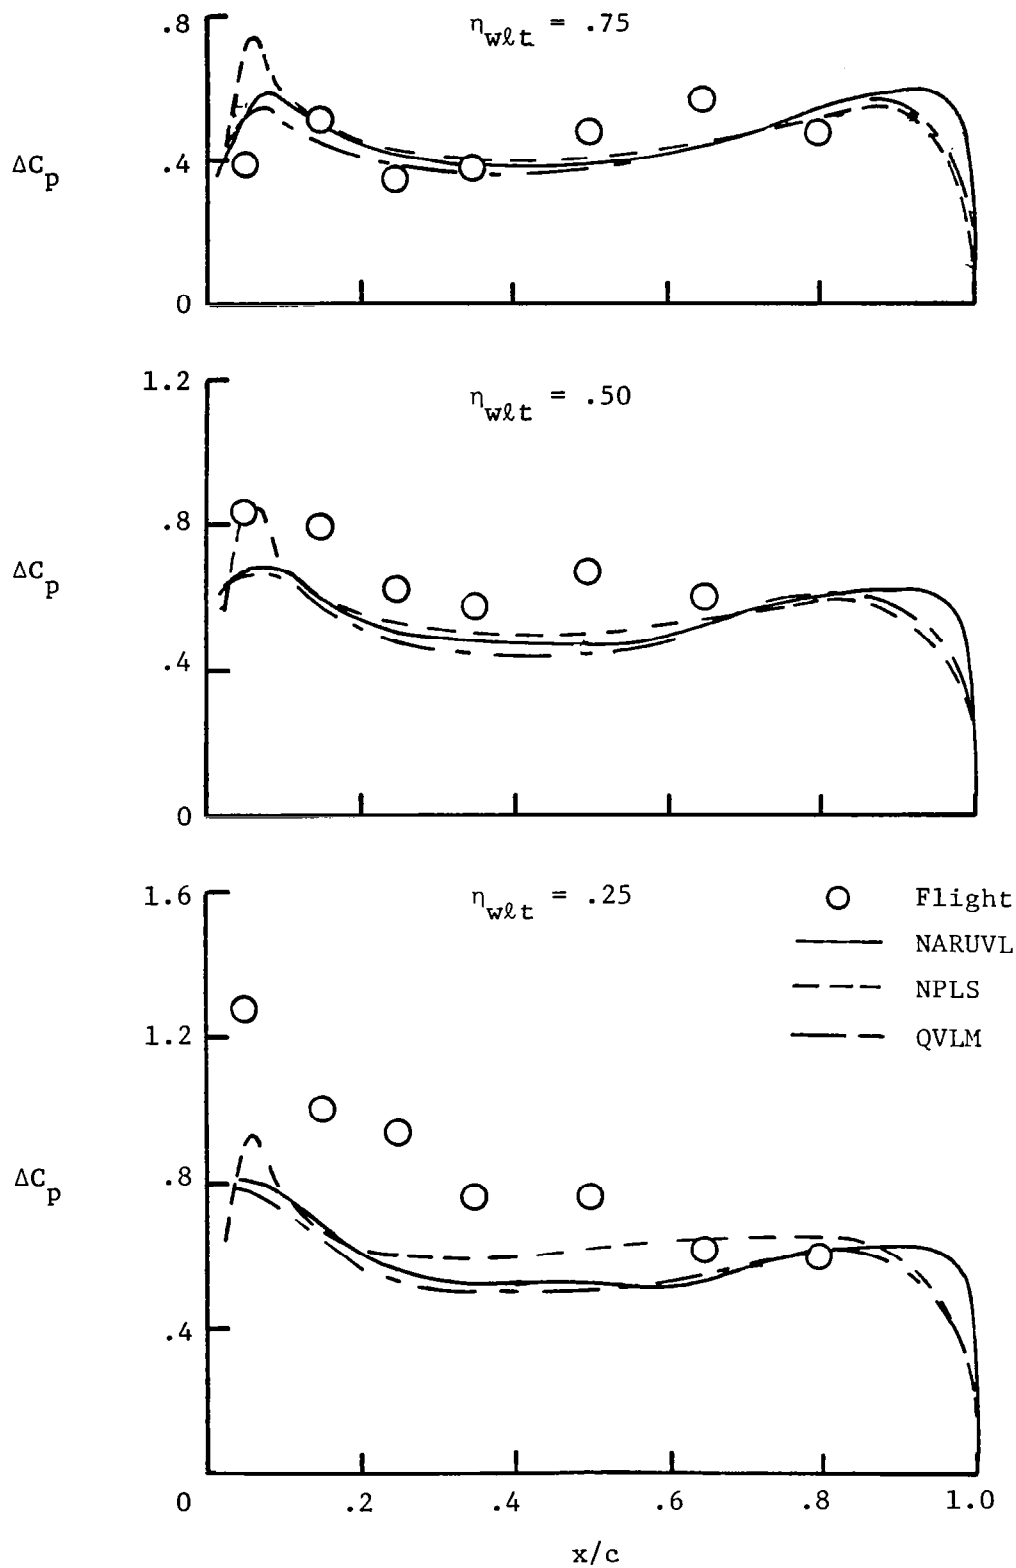 .8
η_wℓt = .75
ΔC_p
.4
0
1.2
η_wℓt = .50
.8
ΔC_p
.4
0
1.6
η_wℓt = .25
Flight
NARUVL
NPLS
QVLM
1.2
ΔC_p
.8
.4
0 .2 .4 .6 .8 1.0
x/c